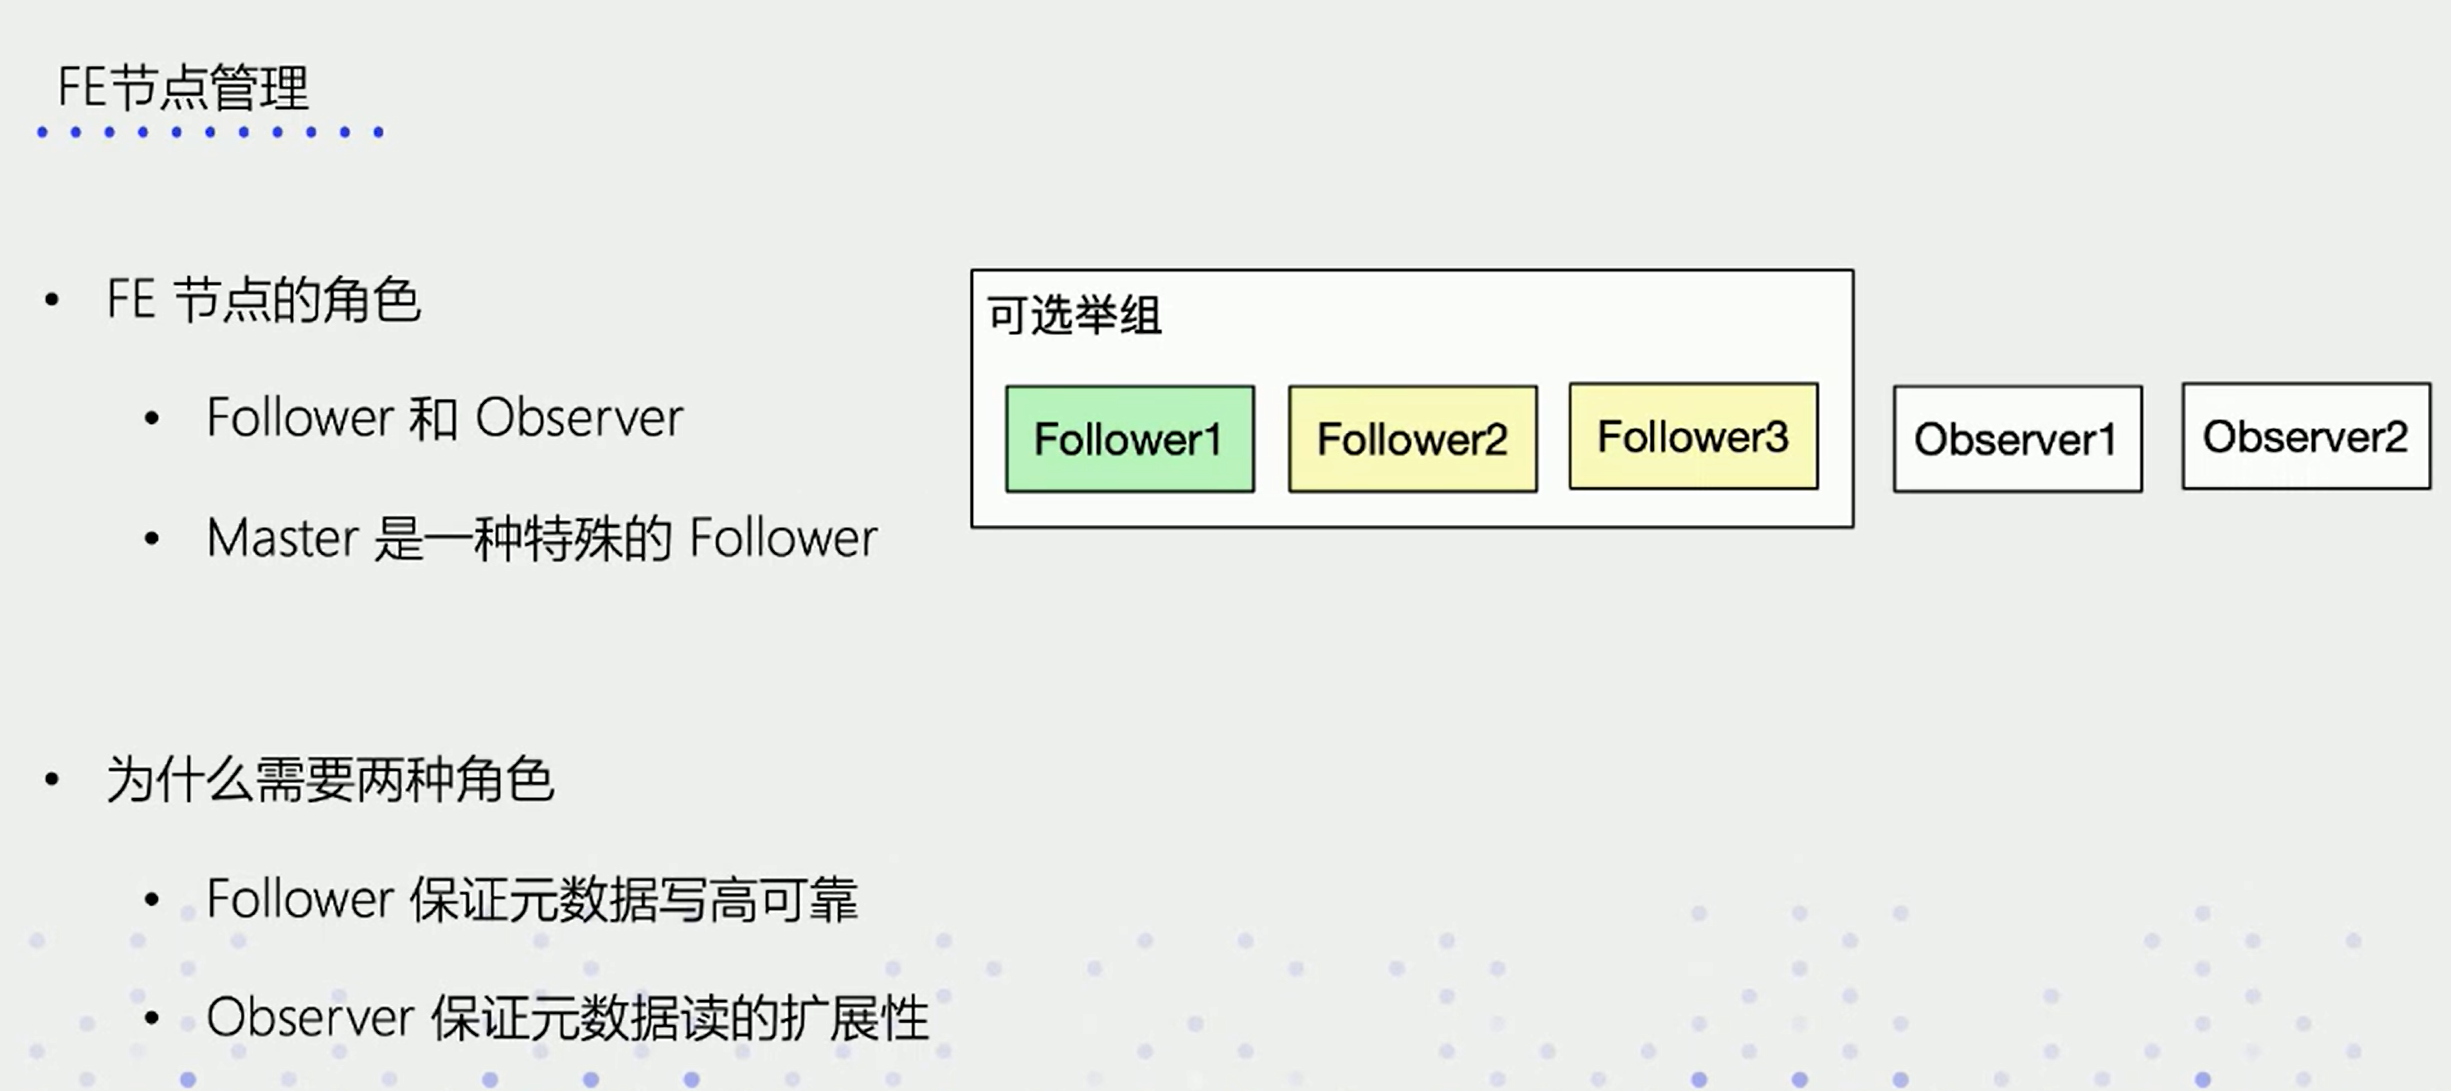 FE节点管理
FE 节点的角色
Follower 和 Observer
Master 是一种特殊的 Follower
可选举组
Follower1
Follower2
Follower3
Observer1
Observer2
为什么需要两种角色
Follower 保证元数据写高可靠
Observer 保证元数据读的扩展性